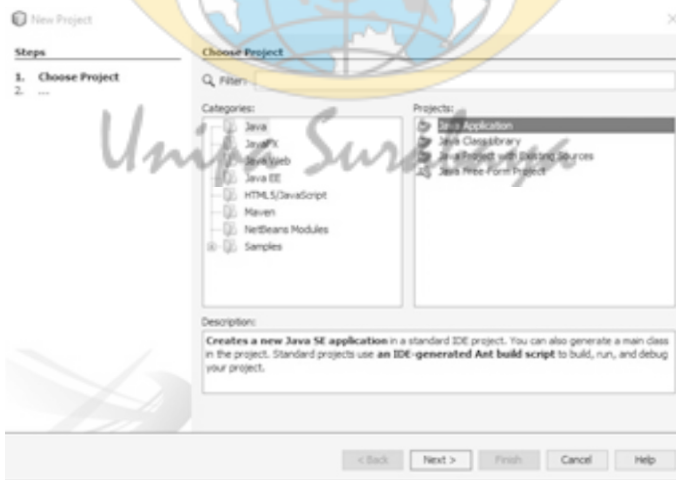 New Project
Steps
1. Choose Project
2. ...
Choose Project
Filter:
Categories:
Java
JavaFX
Java Web
Java EE
HTML5/JavaScript
Maven
NetBeans Modules
Samples
Projects:
Java Application
Java Class Library
Java Project with Existing Sources
Java Free-Form Project
Unipa Surabaya
Description:
Creates a new Java SE application in a standard IDE project. You can also generate a main class
in the project. Standard projects use an IDE-generated Ant build script to build, run, and debug
your project.
< Back
Next >
Finish
Cancel
Help